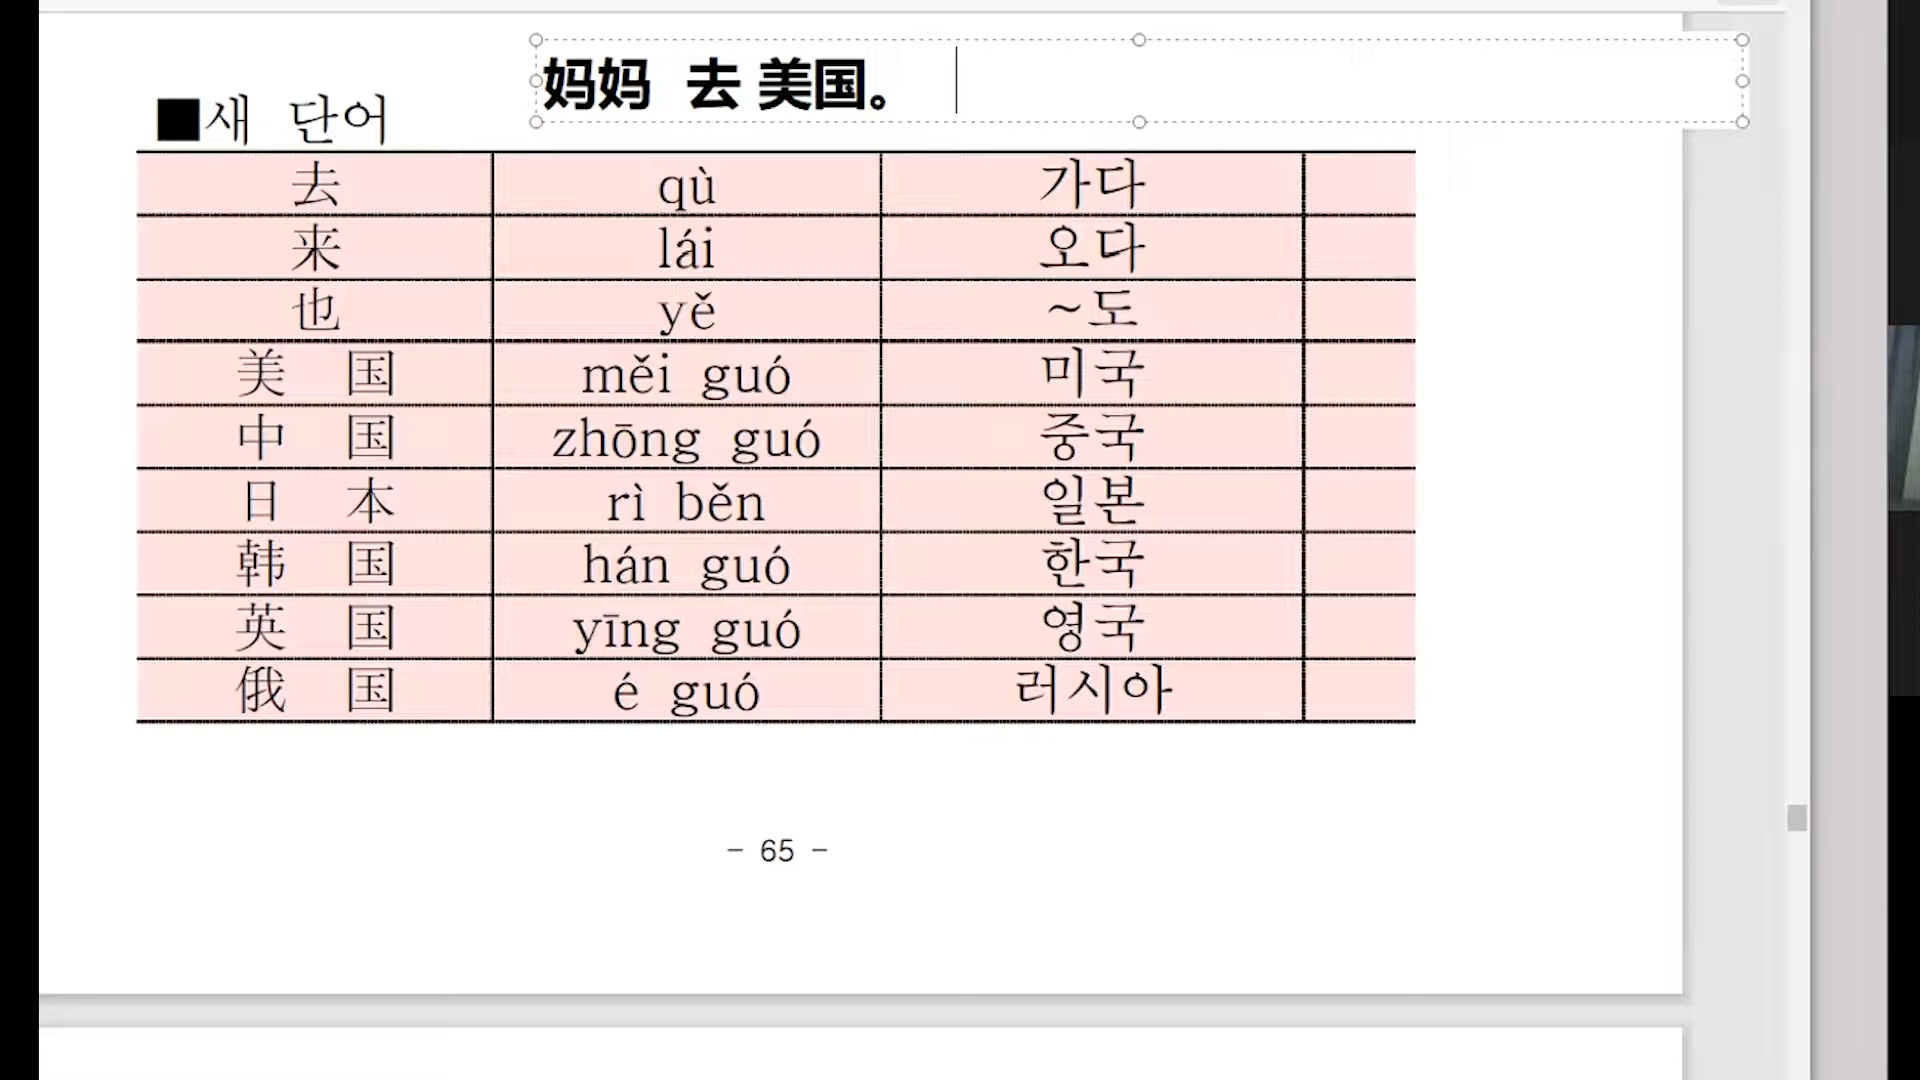 妈妈 去 美国。
■새 단어
去 qù 가다
来 lái 오다
也 yě ~도
美 国 měi guó 미국
中 国 zhōng guó 중국
日 本 rì běn 일본
韩 国 hán guó 한국
英 国 yīng guó 영국
俄 国 é guó 러시아
- 65 -